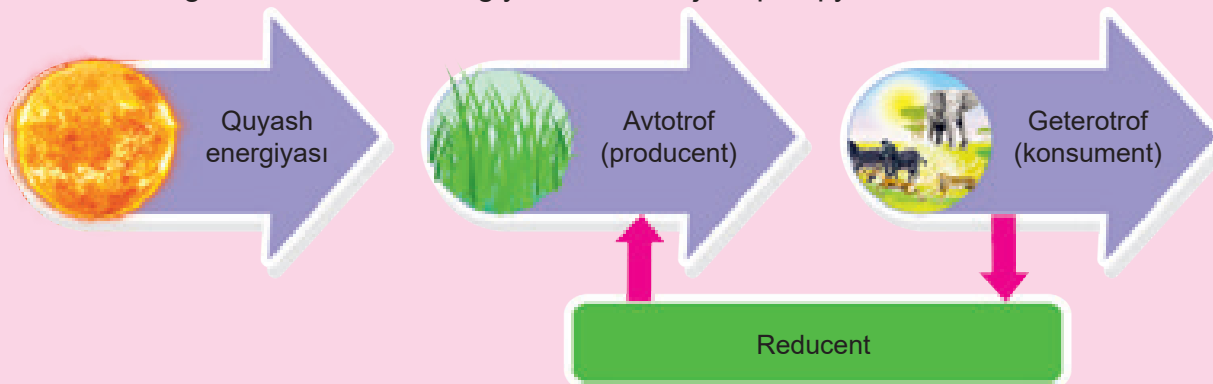 Quyash
energiyası
Avtotrof
(producent)
Geterotrof
(konsument)
Reducent